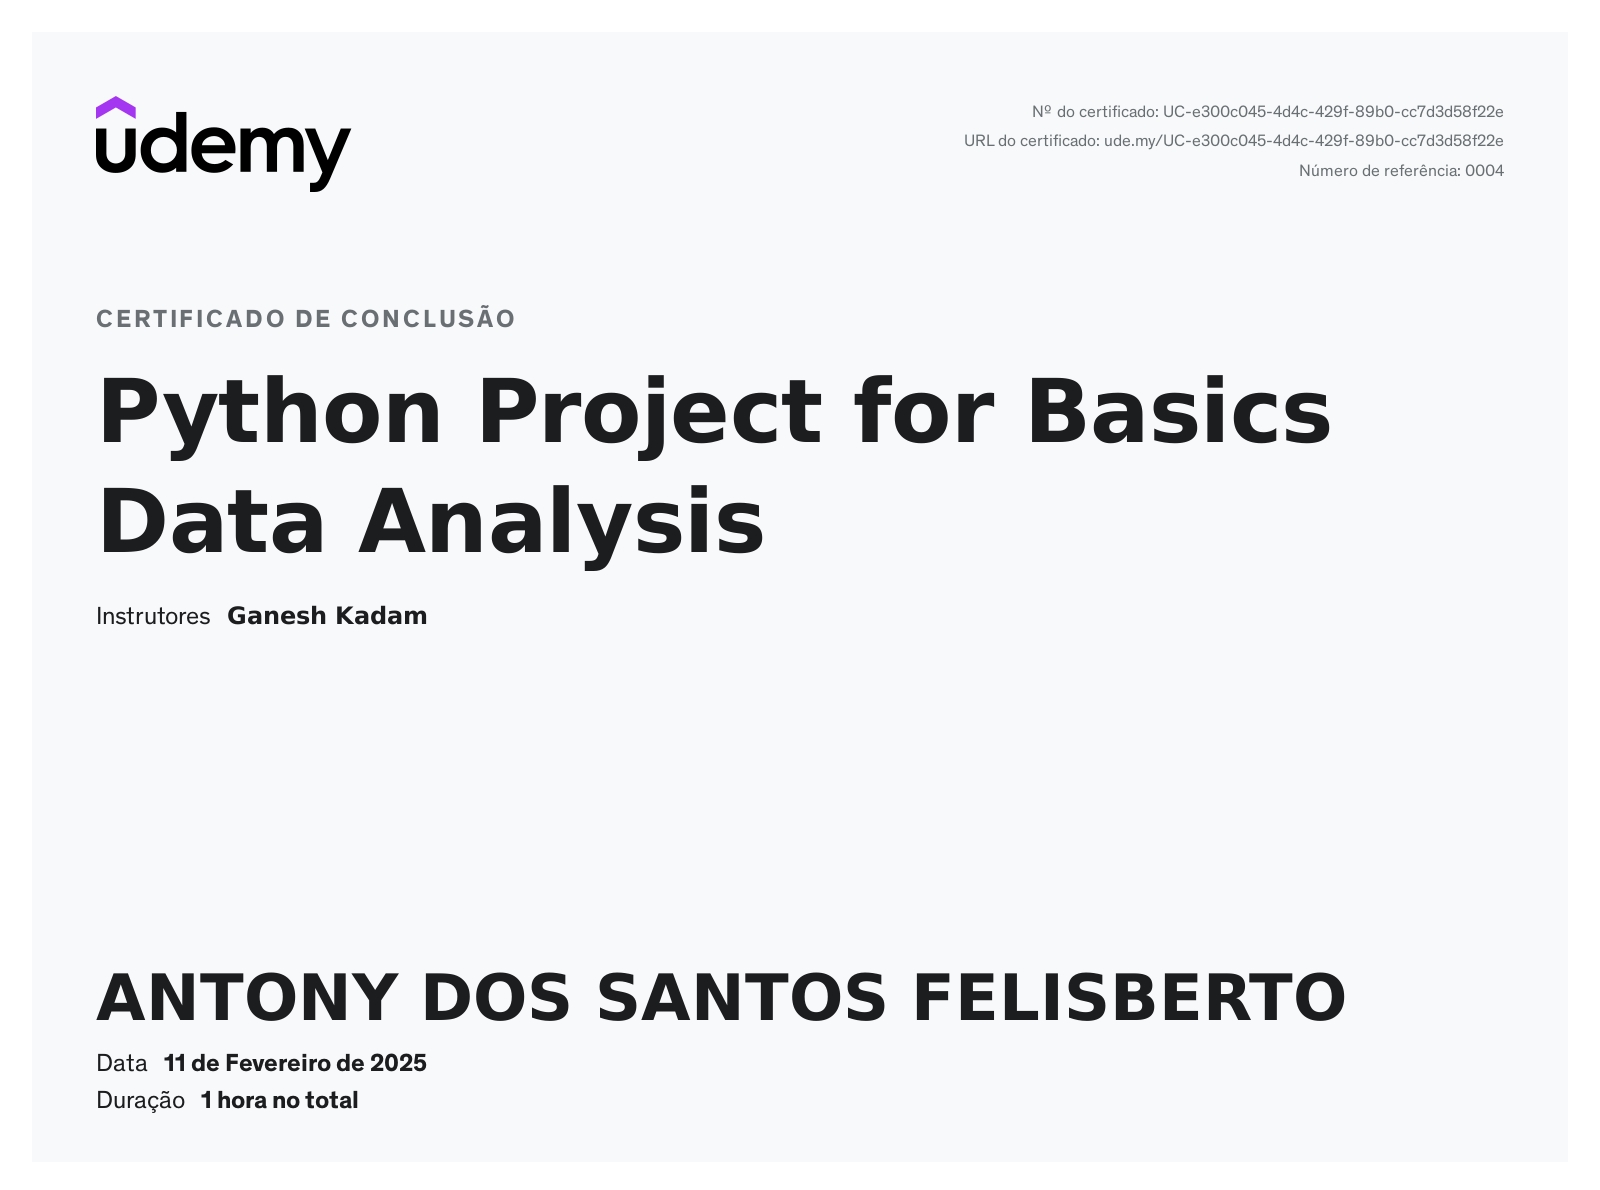 udemy
Nº do certificado: UC-e300c045-4d4c-429f-89b0-cc7d3d58f22e
URL do certificado: ude.my/UC-e300c045-4d4c-429f-89b0-cc7d3d58f22e
Número de referência: 0004
CERTIFICADO DE CONCLUSÃO
Python Project for Basics
Data Analysis
Instrutores Ganesh Kadam
ANTONY DOS SANTOS FELISBERTO
Data 11 de Fevereiro de 2025
Duração 1 hora no total